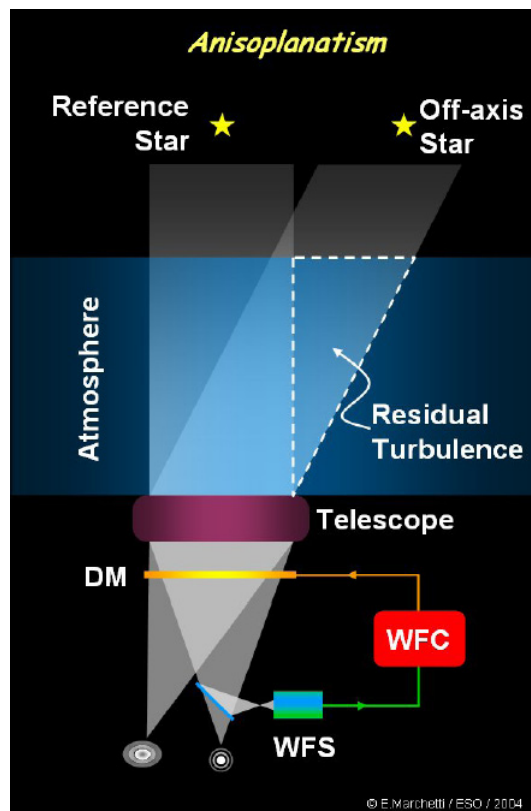 Anisoplanatism
Reference
Star
Off-axis
Star
Atmosphere
Residual
Turbulence
Telescope
DM
WFC
WFS
© E.Marchetti / ESO / 2004